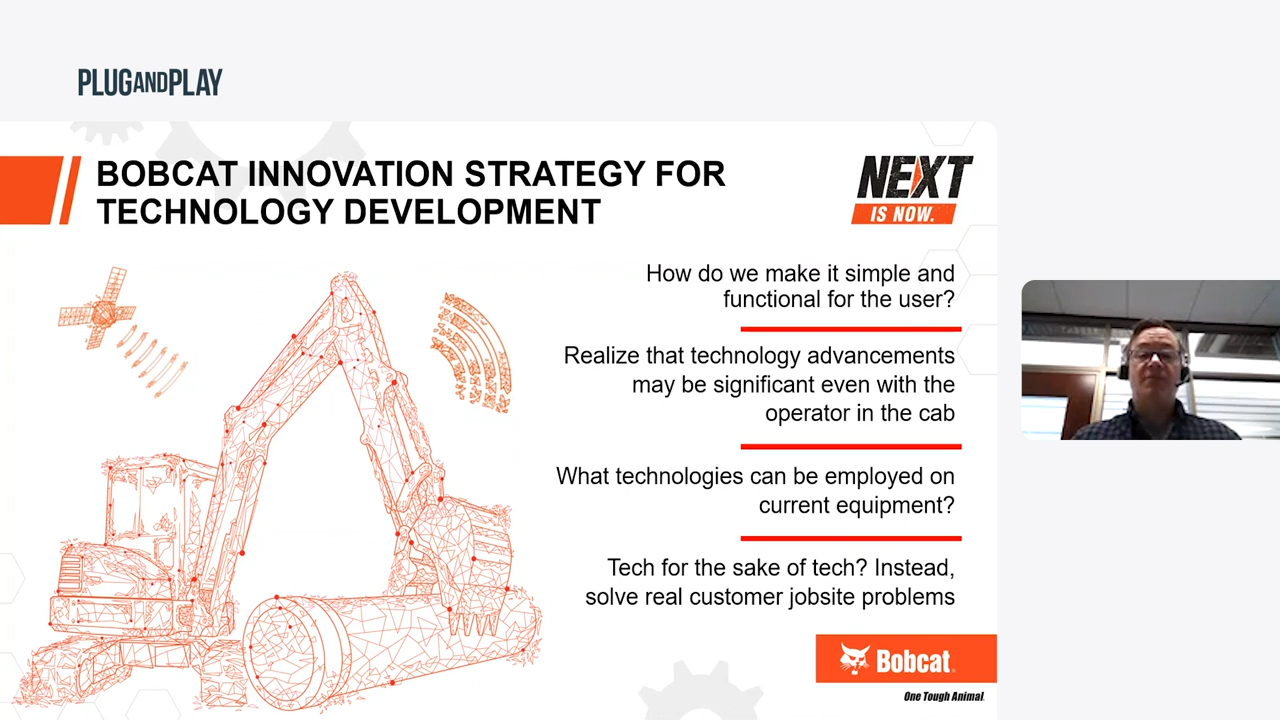 PLUGANDPLAY
BOBCAT INNOVATION STRATEGY FOR
TECHNOLOGY DEVELOPMENT
NEXT
IS NOW.
How do we make it simple and
functional for the user?
Realize that technology advancements
may be significant even with the
operator in the cab
What technologies can be employed on
current equipment?
Tech for the sake of tech? Instead,
solve real customer jobsite problems
Bobcat®
One Tough Animal.